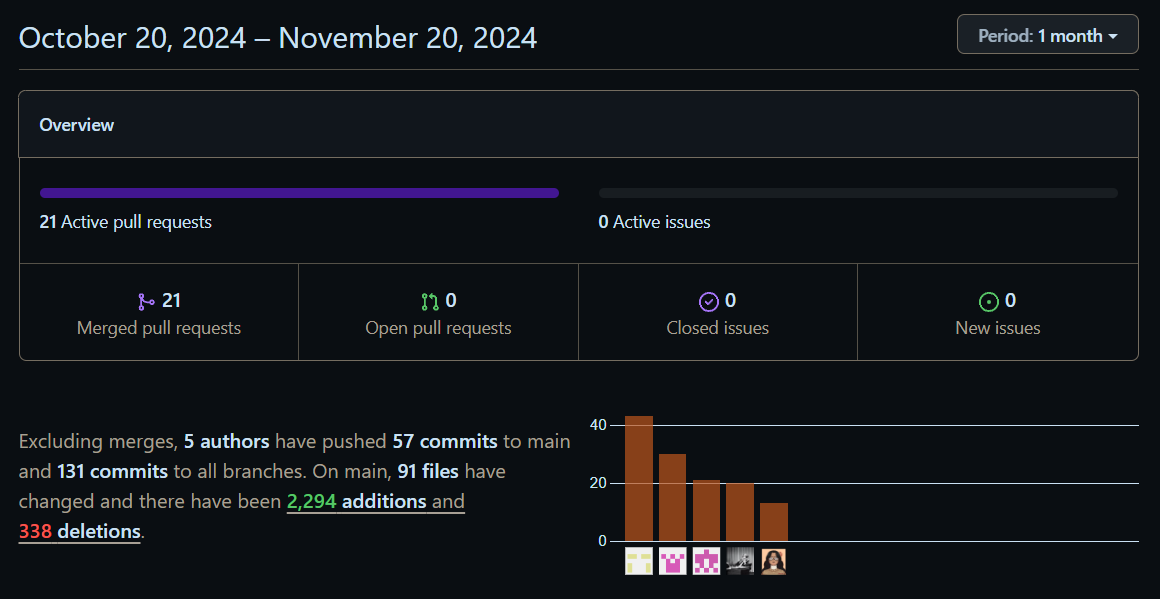 October 20, 2024 – November 20, 2024
Period: 1 month
Overview
21 Active pull requests
0 Active issues
21
Merged pull requests
0
Open pull requests
0
Closed issues
0
New issues
Excluding merges, 5 authors have pushed 57 commits to main
and 131 commits to all branches. On main, 91 files have
changed and there have been 2,294 additions and
338 deletions.
40
20
0